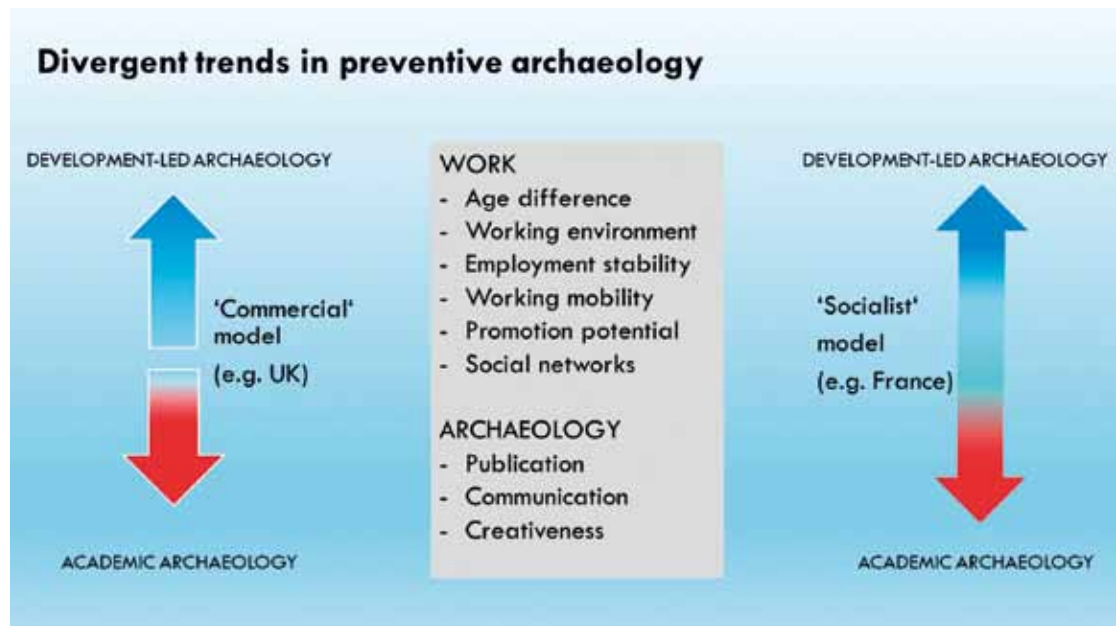 Divergent trends in preventive archaeology
DEVELOPMENT-LED ARCHAEOLOGY
'Commercial'
model
(e.g. UK)
ACADEMIC ARCHAEOLOGY
WORK
- Age difference
- Working environment
- Employment stability
- Working mobility
- Promotion potential
- Social networks
ARCHAEOLOGY
- Publication
- Communication
- Creativeness
DEVELOPMENT-LED ARCHAEOLOGY
'Socialist'
model
(e.g. France)
ACADEMIC ARCHAEOLOGY